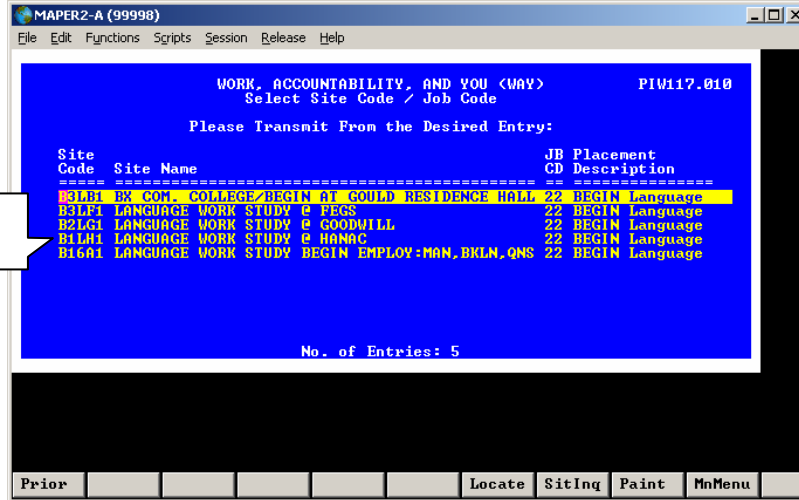 MAPER2-A (99998)
File Edit Functions Scripts Session Release Help
WORK, ACCOUNTABILITY, AND YOU (WAY) PIW117.010
Select Site Code / Job Code
Please Transmit From the Desired Entry:
Site JB Placement
Code Site Name CD Description
===== ============================================= == ===============
B3LB1 BX COM. COLLEGE/BEGIN AT GOULD RESIDENCE HALL 22 BEGIN Language
B3LF1 LANGUAGE WORK STUDY @ FEGS 22 BEGIN Language
B2LG1 LANGUAGE WORK STUDY @ GOODWILL 22 BEGIN Language
B1LH1 LANGUAGE WORK STUDY @ HANAC 22 BEGIN Language
B16A1 LANGUAGE WORK STUDY BEGIN EMPLOY:MAN,BKLN,QNS 22 BEGIN Language
No. of Entries: 5
Prior Locate SitInq Paint MnMenu